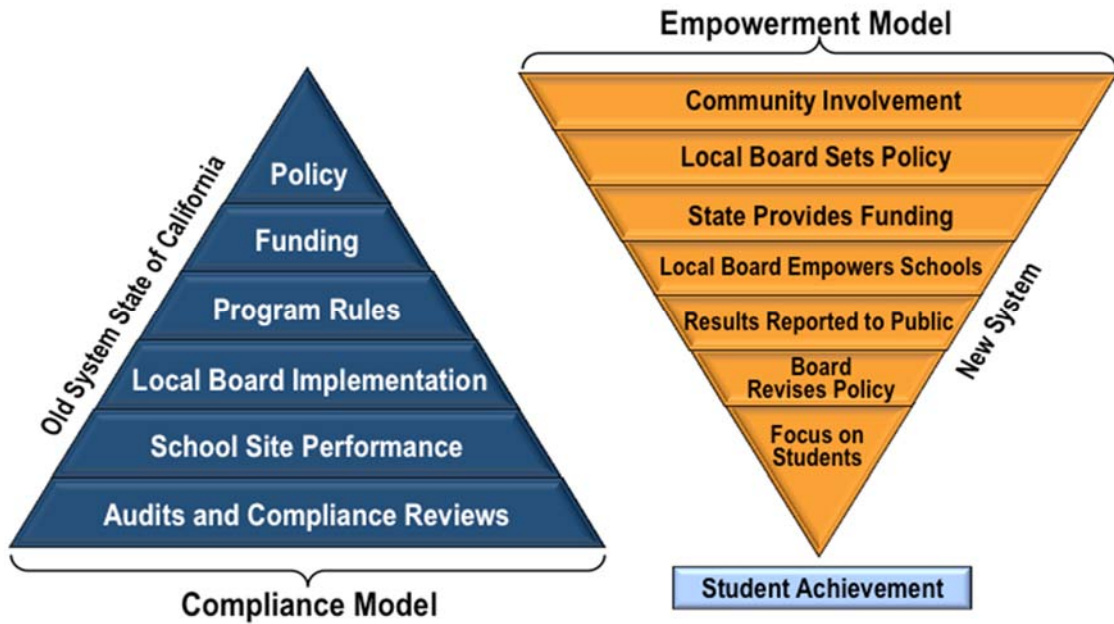 Empowerment Model
Community Involvement
Local Board Sets Policy
State Provides Funding
Local Board Empowers Schools
Results Reported to Public
Board
Revises Policy
Focus on
Students
New System
Student Achievement
Old System State of California
Policy
Funding
Program Rules
Local Board Implementation
School Site Performance
Audits and Compliance Reviews
Compliance Model